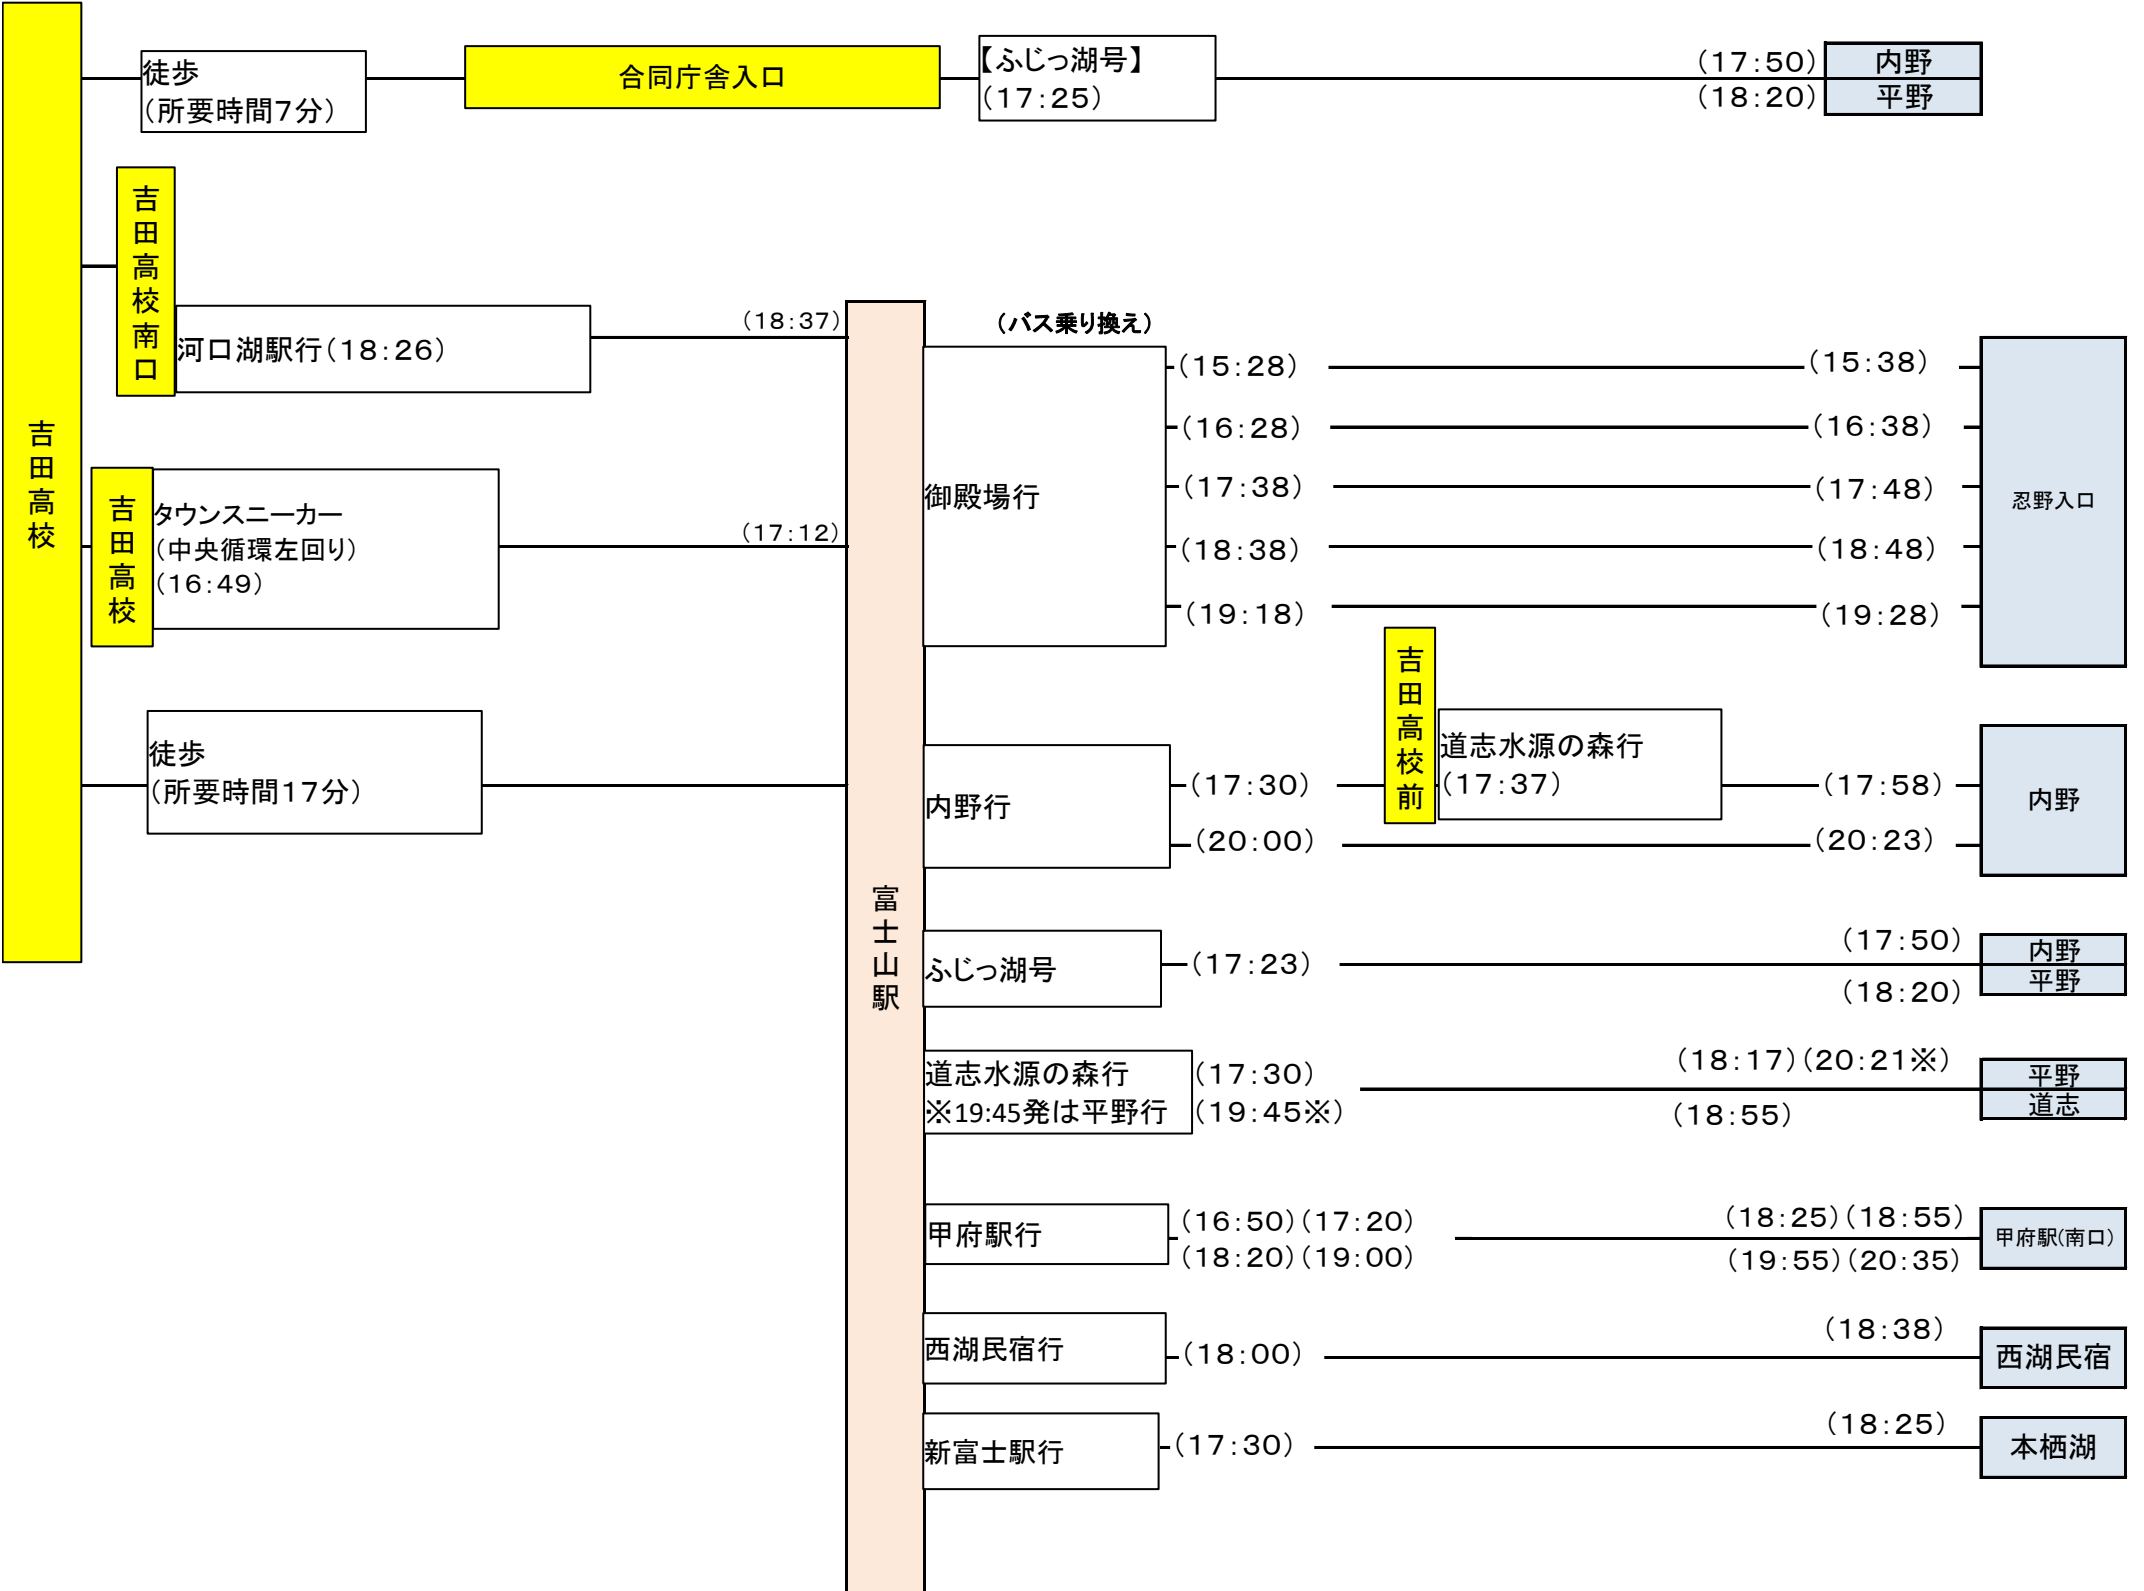 徒歩
（所要時間7分）
合同庁舎入口
【ふじっ湖号】
（17：25）
（17：50）
内野
（18：20）
平野
吉田高校
吉田高校南口
河口湖駅行（18：26）
（18：37）
吉田高校
タウンスニーカー
（中央循環左回り）
（16：49）
（17：12）
徒歩
（所要時間17分）
富士山駅
（バス乗り換え）
御殿場行
（15：28）
（15：38）
（16：28）
（16：38）
（17：38）
（17：48）
（18：38）
（18：48）
（19：18）
（19：28）
忍野入口
内野行
（17：30）
吉田高校前
道志水源の森行
（17：37）
（17：58）
（20：00）
（20：23）
内野
ふじっ湖号
（17：23）
（17：50）
内野
（18：20）
平野
道志水源の森行
※19:45発は平野行
（17：30）
（19：45※）
（18：17）（20：21※）
平野
（18：55）
道志
甲府駅行
（16：50）（17：20）
（18：20）（19：00）
（18：25）（18：55）
（19：55）（20：35）
甲府駅(南口）
西湖民宿行
（18：00）
（18：38）
西湖民宿
新富士駅行
（17：30）
（18：25）
本栖湖